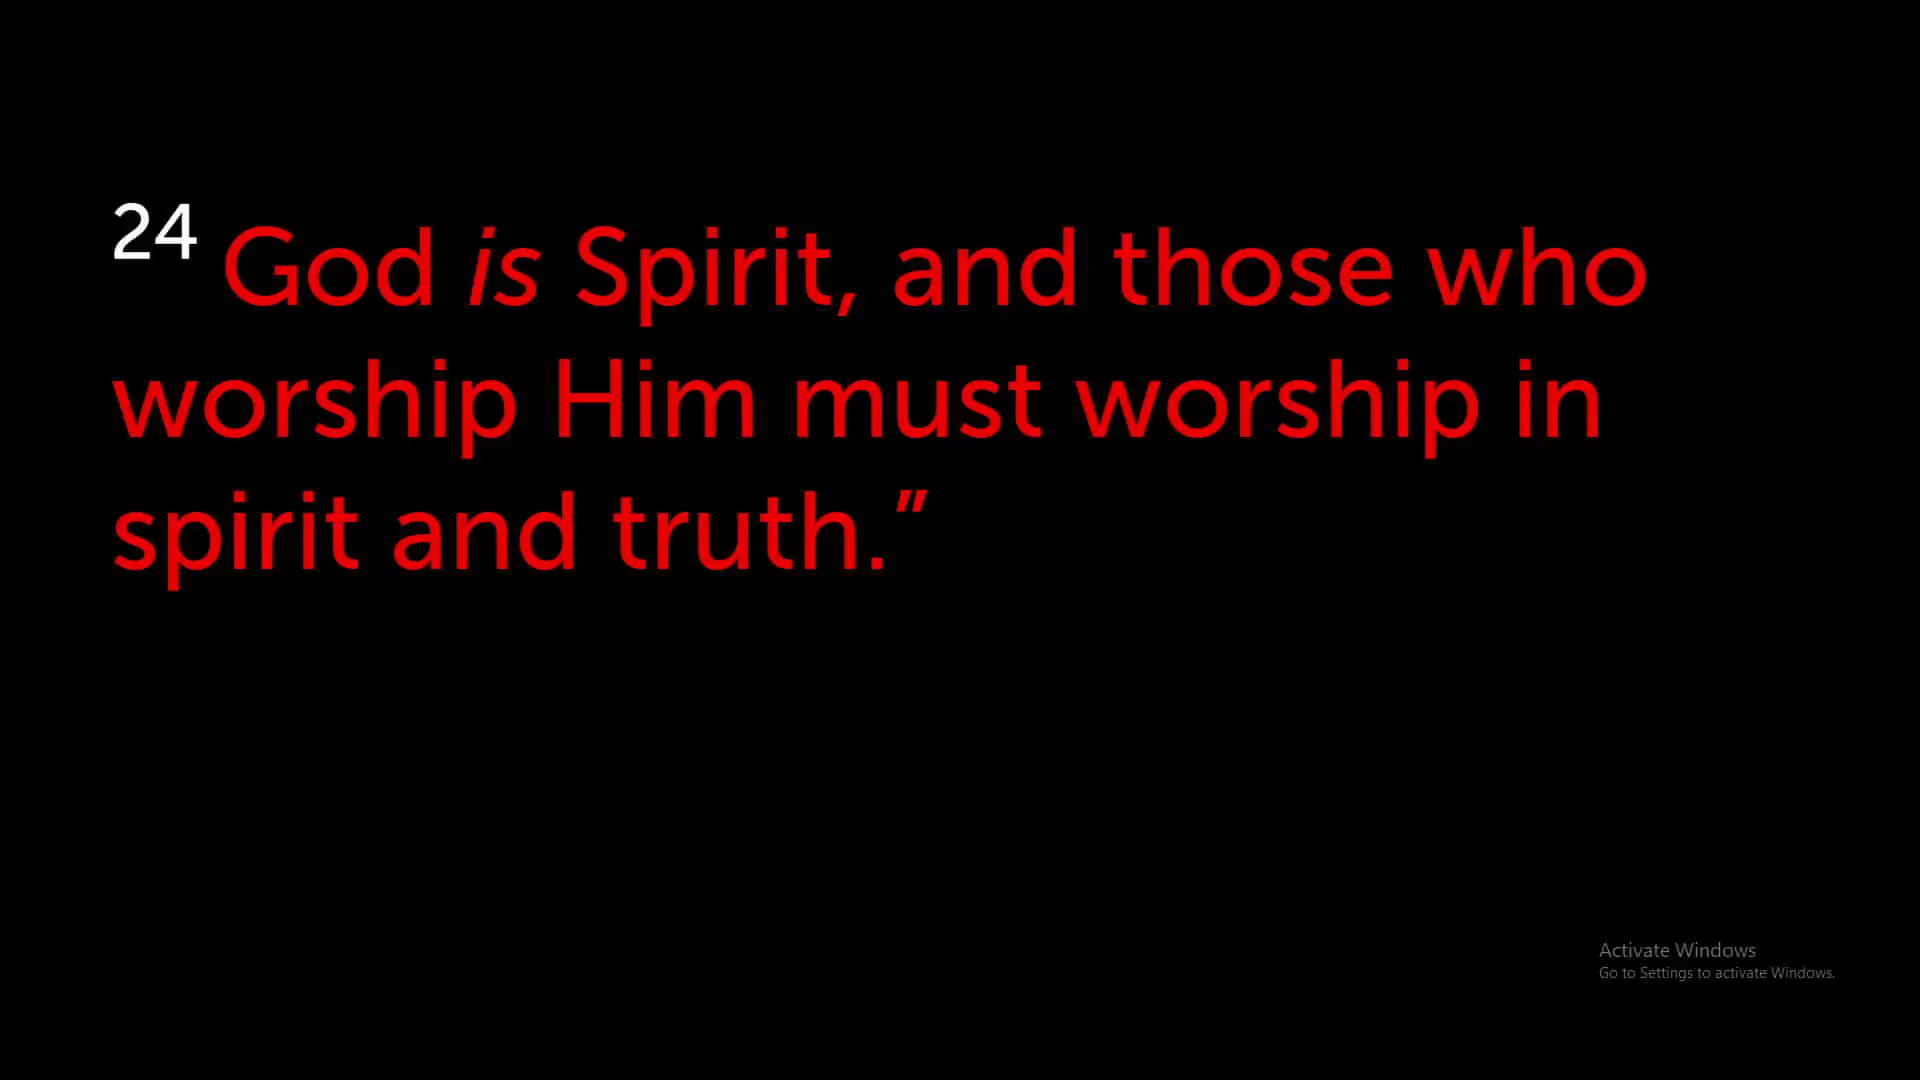 24 God is Spirit, and those who
worship Him must worship in
spirit and truth.”
Activate Windows
Go to Settings to activate Windows.